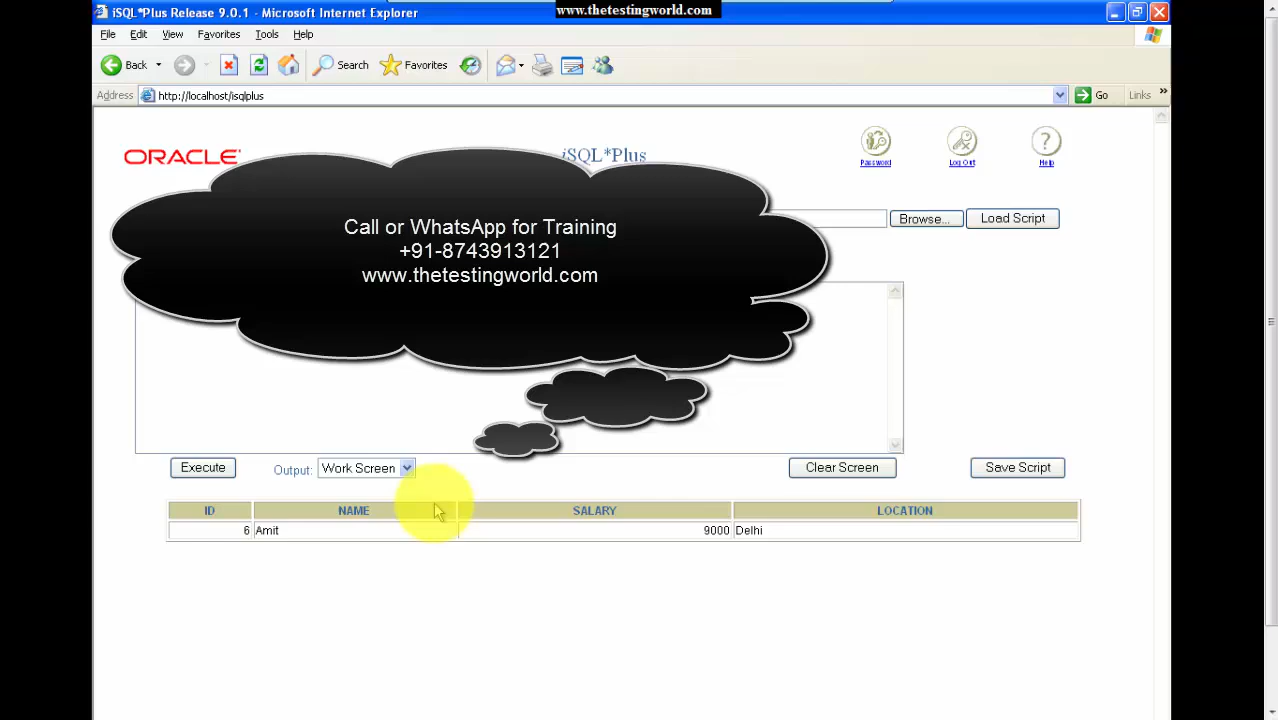 www.thetestingworld.com
iSQL*Plus Release 9.0.1 - Microsoft Internet Explorer
File Edit View Favorites Tools Help
Back Search Favorites
Address http://localhost/isqlplus Go Links »
ORACLE iSQL*Plus
Password Log Out Help
Browse... Load Script
Call or WhatsApp for Training
+91-8743913121
www.thetestingworld.com
Execute Output: Work Screen Clear Screen Save Script
ID NAME SALARY LOCATION
6 Amit 9000 Delhi